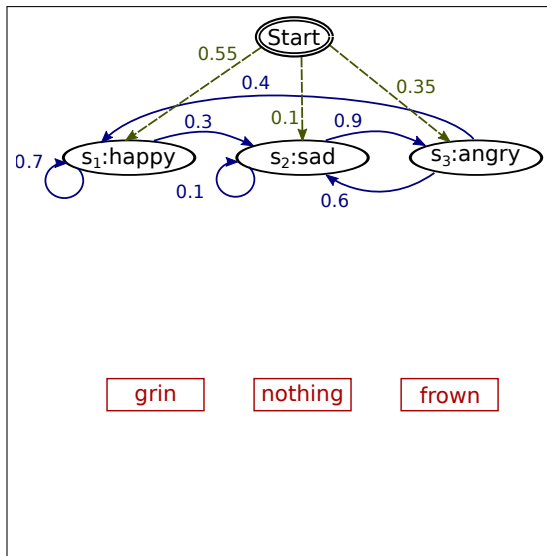 Start
0.55
0.4
0.35
0.1
0.3
0.9
0.7
s₁:happy
s₂:sad
s₃:angry
0.1
0.6
grin
nothing
frown